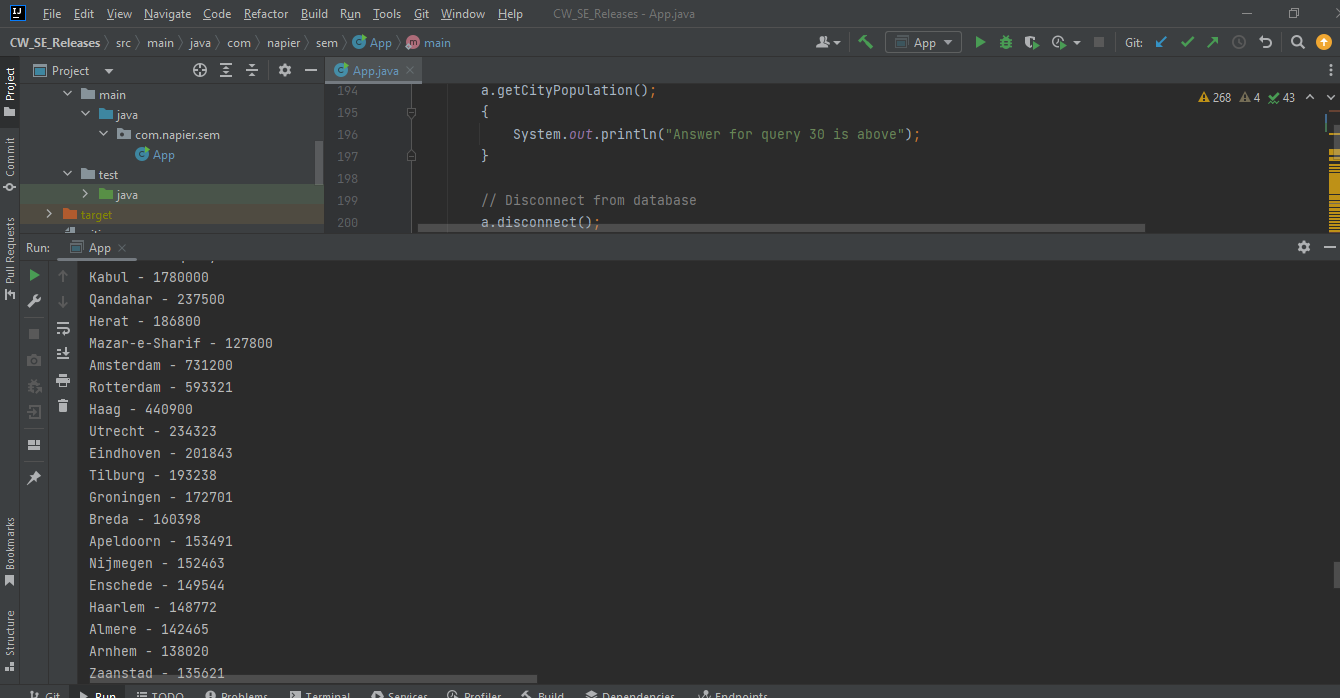 IJ File Edit View Navigate Code Refactor Build Run Tools Git Window Help CW_SE_Releases - App.java
CW_SE_Releases src main java com napier sem App main App Git:
Project App.java
main
java
com.napier.sem
App
test
java
target
194 a.getCityPopulation();
195 {
196 System.out.println("Answer for query 30 is above");
197 }
198
199 // Disconnect from database
200 a.disconnect();
268 4 43
Project
Commit
Pull Requests
Bookmarks
Structure
Run: App
Kabul - 1780000
Qandahar - 237500
Herat - 186800
Mazar-e-Sharif - 127800
Amsterdam - 731200
Rotterdam - 593321
Haag - 440900
Utrecht - 234323
Eindhoven - 201843
Tilburg - 193238
Groningen - 172701
Breda - 160398
Apeldoorn - 153491
Nijmegen - 152463
Enschede - 149544
Haarlem - 148772
Almere - 142465
Arnhem - 138020
Zaanstad - 135621
Git Run TODO Problems Terminal Services Profiler Build Dependencies Endpoints